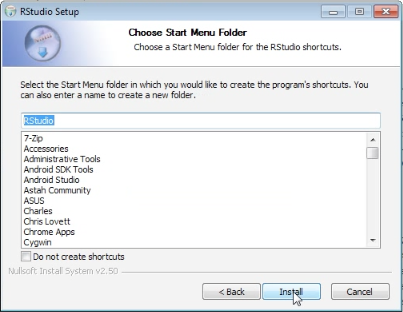 RStudio Setup
Choose Start Menu Folder
Choose a Start Menu folder for the RStudio shortcuts.
Select the Start Menu folder in which you would like to create the program's shortcuts. You
can also enter a name to create a new folder.
RStudio
7-Zip
Accessories
Administrative Tools
Android SDK Tools
Android Studio
Astah Community
ASUS
Charles
Chris Lovett
Chrome Apps
Cygwin
Do not create shortcuts
Nullsoft Install System v2.50
< Back Install Cancel